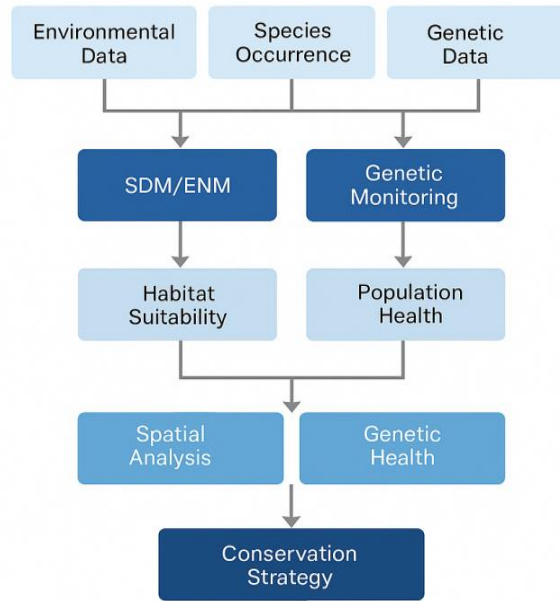 Environmental
Data
Species
Occurrence
Genetic
Data
SDM/ENM
Genetic
Monitoring
Habitat
Suitability
Population
Health
Spatial
Analysis
Genetic
Health
Conservation
Strategy